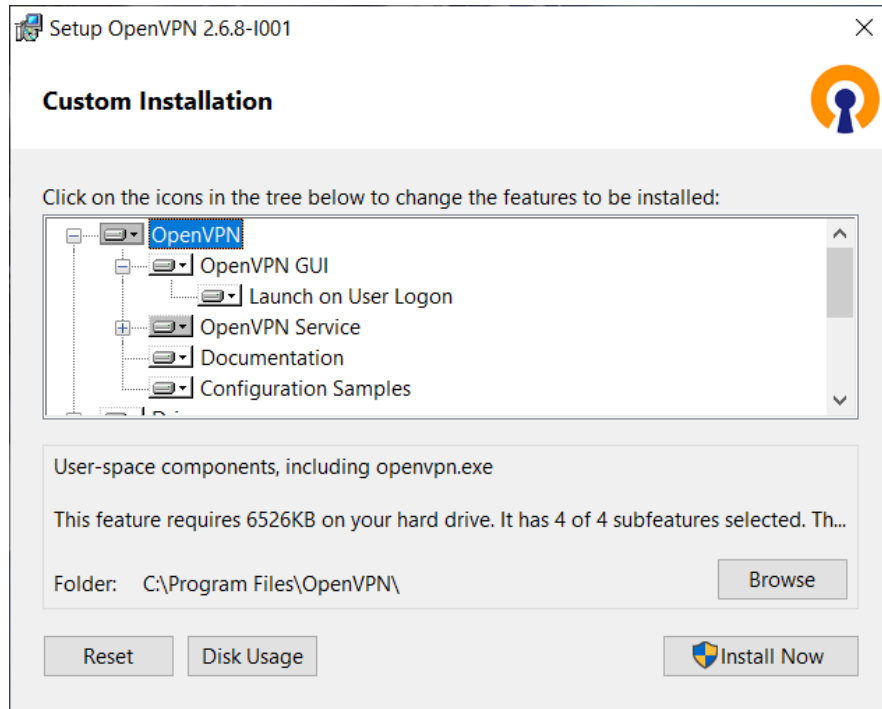 Setup OpenVPN 2.6.8-I001
Custom Installation
Click on the icons in the tree below to change the features to be installed:
OpenVPN
OpenVPN GUI
Launch on User Logon
OpenVPN Service
Documentation
Configuration Samples
User-space components, including openvpn.exe
This feature requires 6526KB on your hard drive. It has 4 of 4 subfeatures selected. Th...
Folder: C:\Program Files\OpenVPN\
Browse
Reset
Disk Usage
Install Now